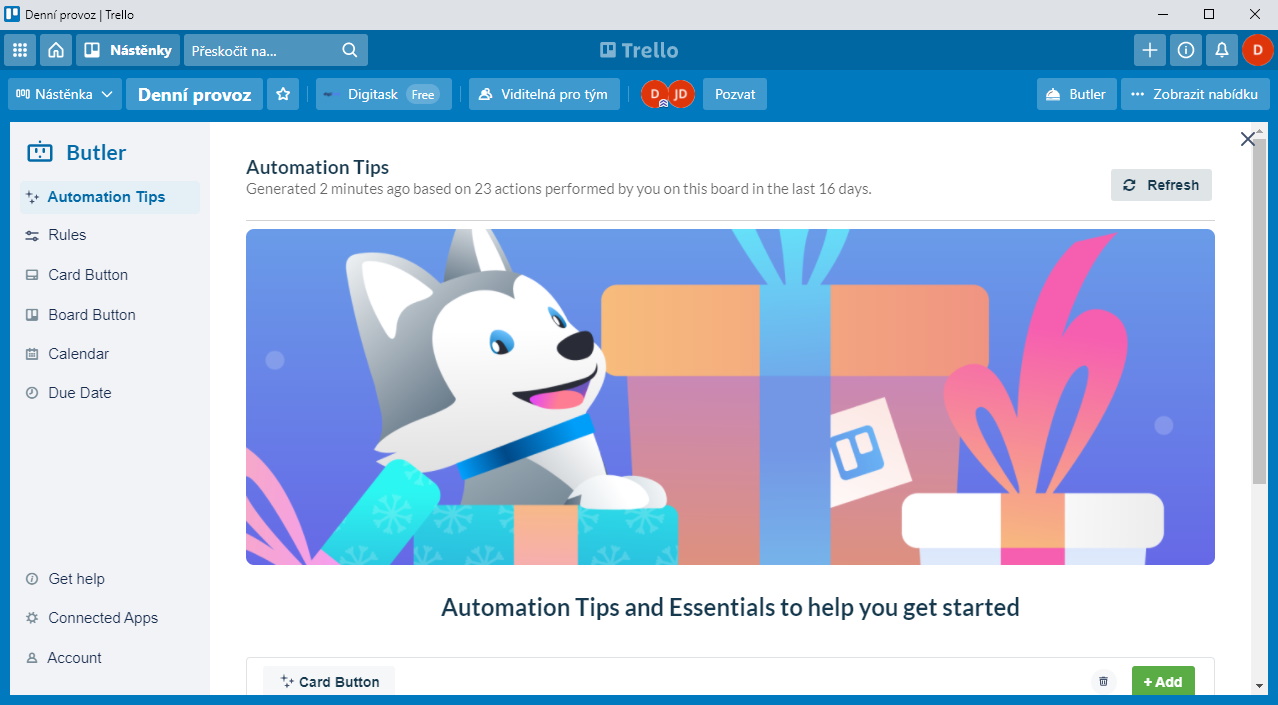 Denní provoz | Trello
Nástěnky
Přeskočit na...
Trello
D
Nástěnka
Denní provoz
Digitask Free
Viditelná pro tým
D
JD
Pozvat
Butler
Zobrazit nabídku
Butler
Automation Tips
Rules
Card Button
Board Button
Calendar
Due Date
Get help
Connected Apps
Account
Automation Tips
Generated 2 minutes ago based on 23 actions performed by you on this board in the last 16 days.
Refresh
Automation Tips and Essentials to help you get started
Card Button
+ Add